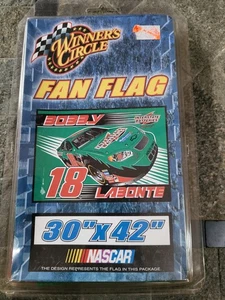 WINNER'S
CIRCLE
FAN FLAG
BOBBY
18
LABONTE
30"X42"
NASCAR
THE DESIGN REPRESENTS THE FLAG IN THIS PACKAGE.